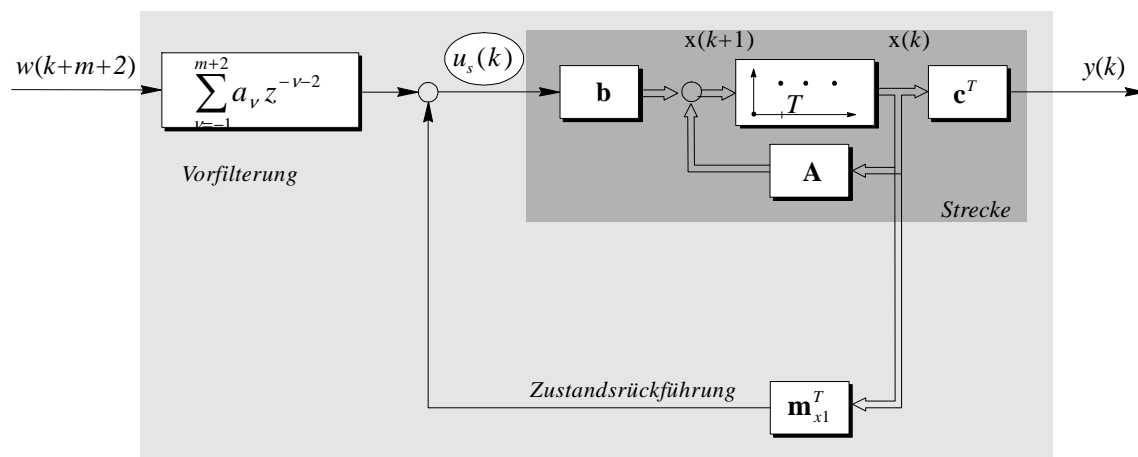 w(k+m+2)
m+2
∑ a_ν z^{−ν−2}
ν=−1
Vorfilterung
u_s(k)
b
x(k+1)
x(k)
T
c^T
y(k)
A
Strecke
Zustandsrückführung
m_{x1}^T